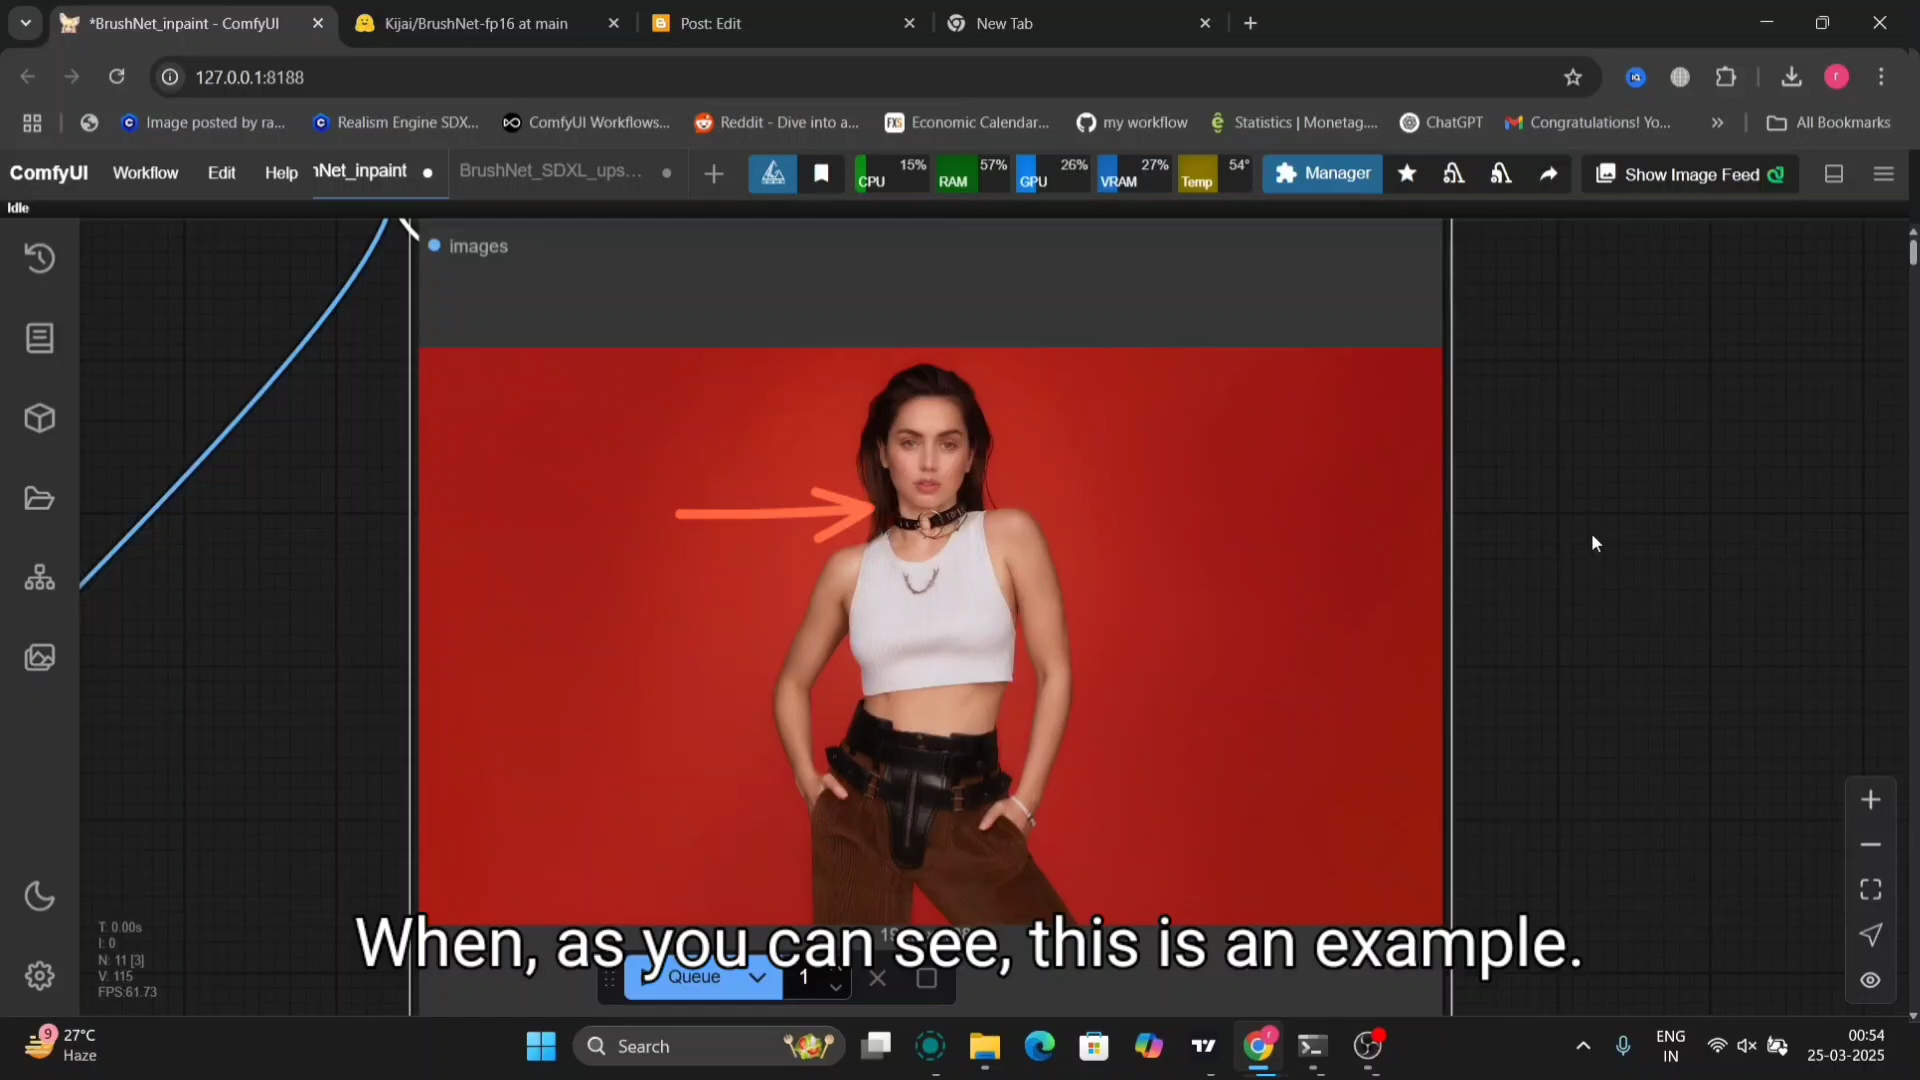 *BrushNet_inpaint - ComfyUI
Kijai/BrushNet-fp16 at main
Post: Edit
New Tab
127.0.0.1:8188
Image posted by ra...
Realism Engine SDX...
ComfyUI Workflows...
Reddit - Dive into a...
FXS
Economic Calendar...
my workflow
Statistics | Monetag....
ChatGPT
Congratulations! Yo...
All Bookmarks
ComfyUI
Workflow
Edit
Help
nNet_inpaint
BrushNet_SDXL_ups...
CPU 15%
RAM 57%
GPU 26%
VRAM 27%
Temp 54°
Manager
Show Image Feed
Idle
images
T: 0.00s
I: 0
N: 11 [3]
V: 115
FPS:61.73
When, as you can see, this is an example.
Queue
1
9
27°C
Haze
Search
ENG
IN
00:54
25-03-2025